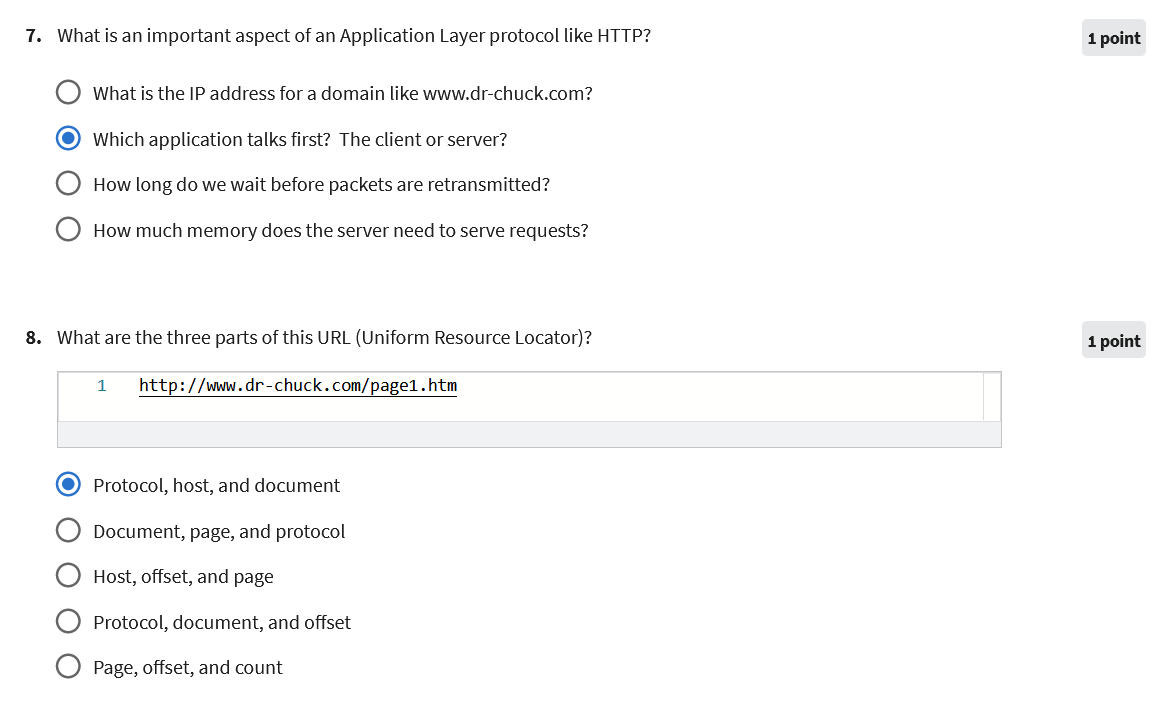 7. What is an important aspect of an Application Layer protocol like HTTP?
1 point
What is the IP address for a domain like www.dr-chuck.com?
Which application talks first?  The client or server?
How long do we wait before packets are retransmitted?
How much memory does the server need to serve requests?
8. What are the three parts of this URL (Uniform Resource Locator)?
1 point
1 http://www.dr-chuck.com/page1.htm
Protocol, host, and document
Document, page, and protocol
Host, offset, and page
Protocol, document, and offset
Page, offset, and count